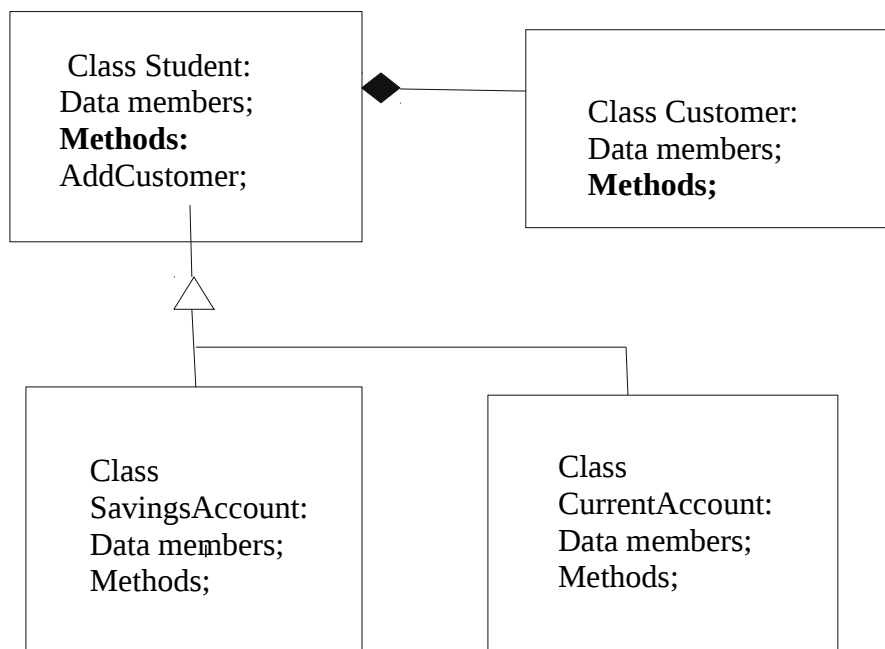 Class Student:
Data members;
Methods:
AddCustomer;
Class Customer:
Data members;
Methods;
Class
SavingsAccount:
Data members;
Methods;
Class
CurrentAccount:
Data members;
Methods;